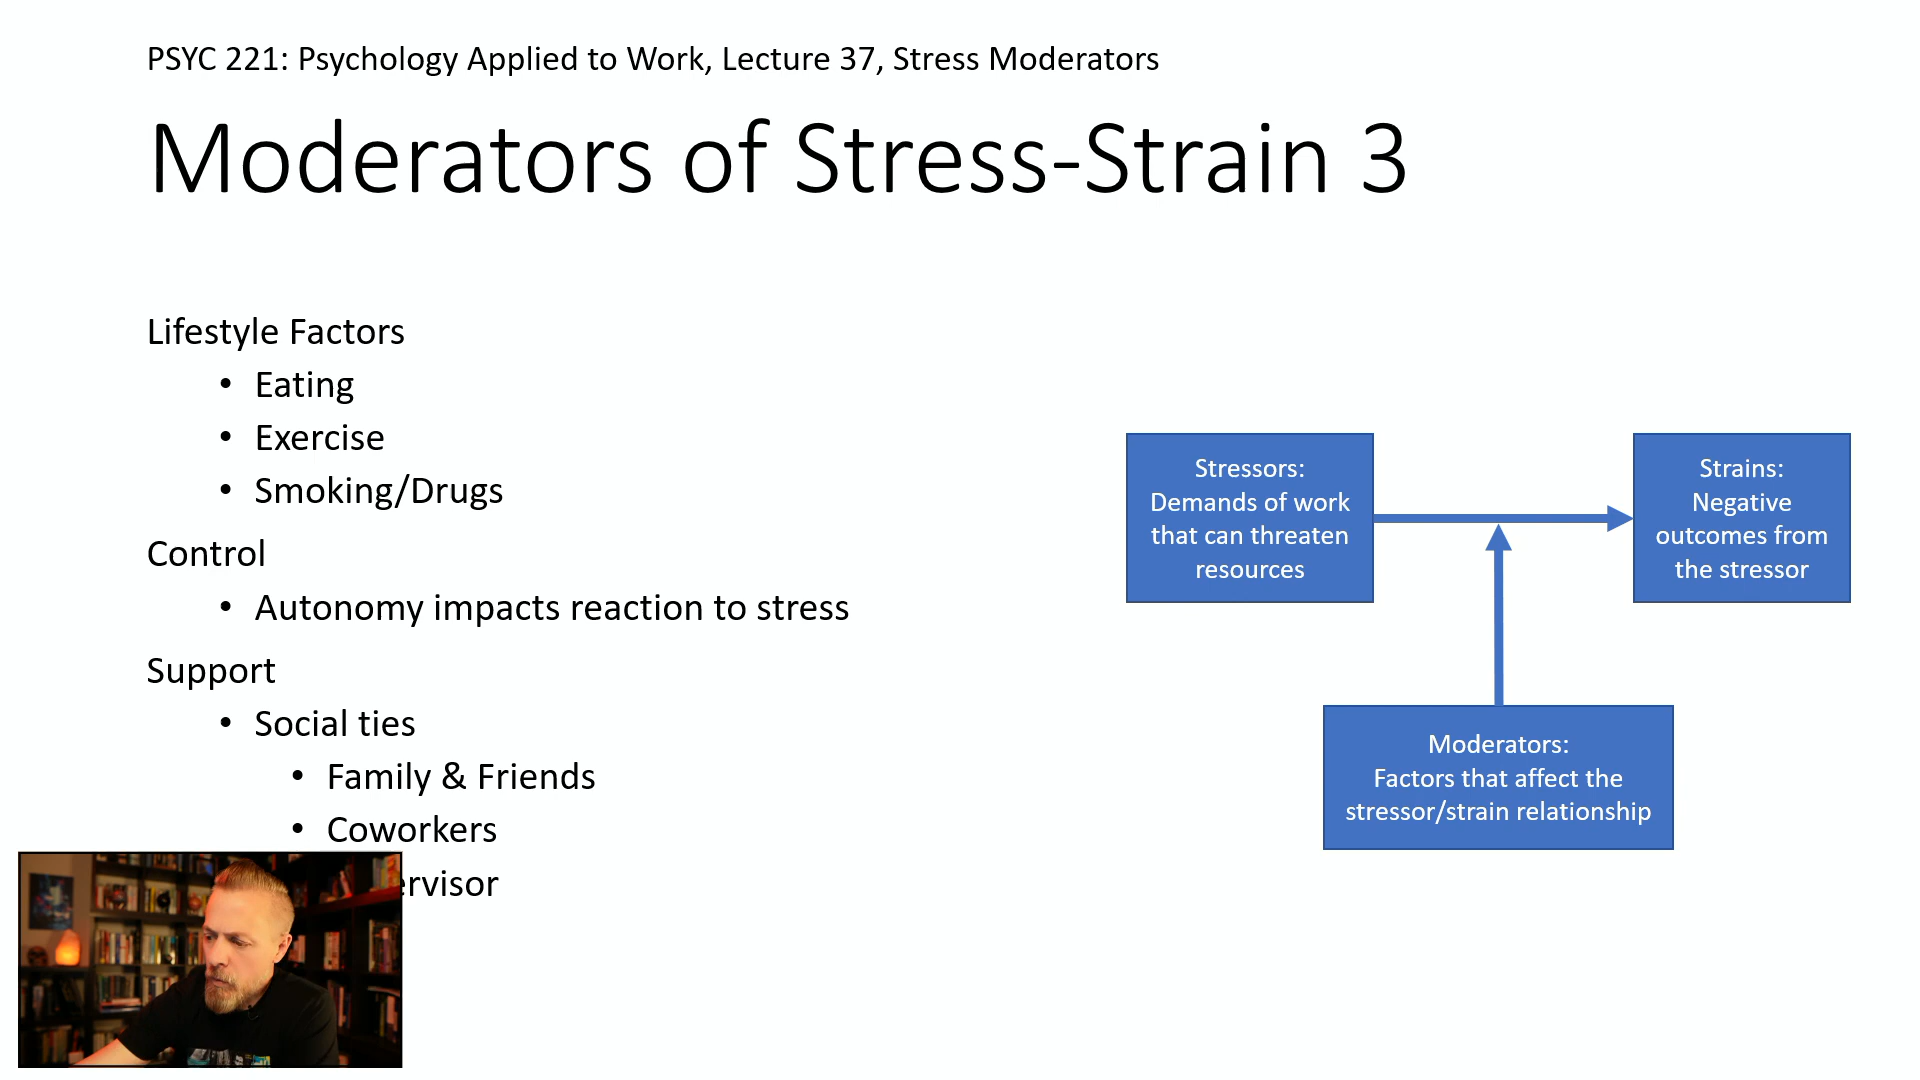 PSYC 221: Psychology Applied to Work, Lecture 37, Stress Moderators
Moderators of Stress-Strain 3
Lifestyle Factors
• Eating
• Exercise
• Smoking/Drugs
Control
• Autonomy impacts reaction to stress
Support
• Social ties
• Family & Friends
• Coworkers
ervisor
Stressors:
Demands of work
that can threaten
resources
Strains:
Negative
outcomes from
the stressor
Moderators:
Factors that affect the
stressor/strain relationship